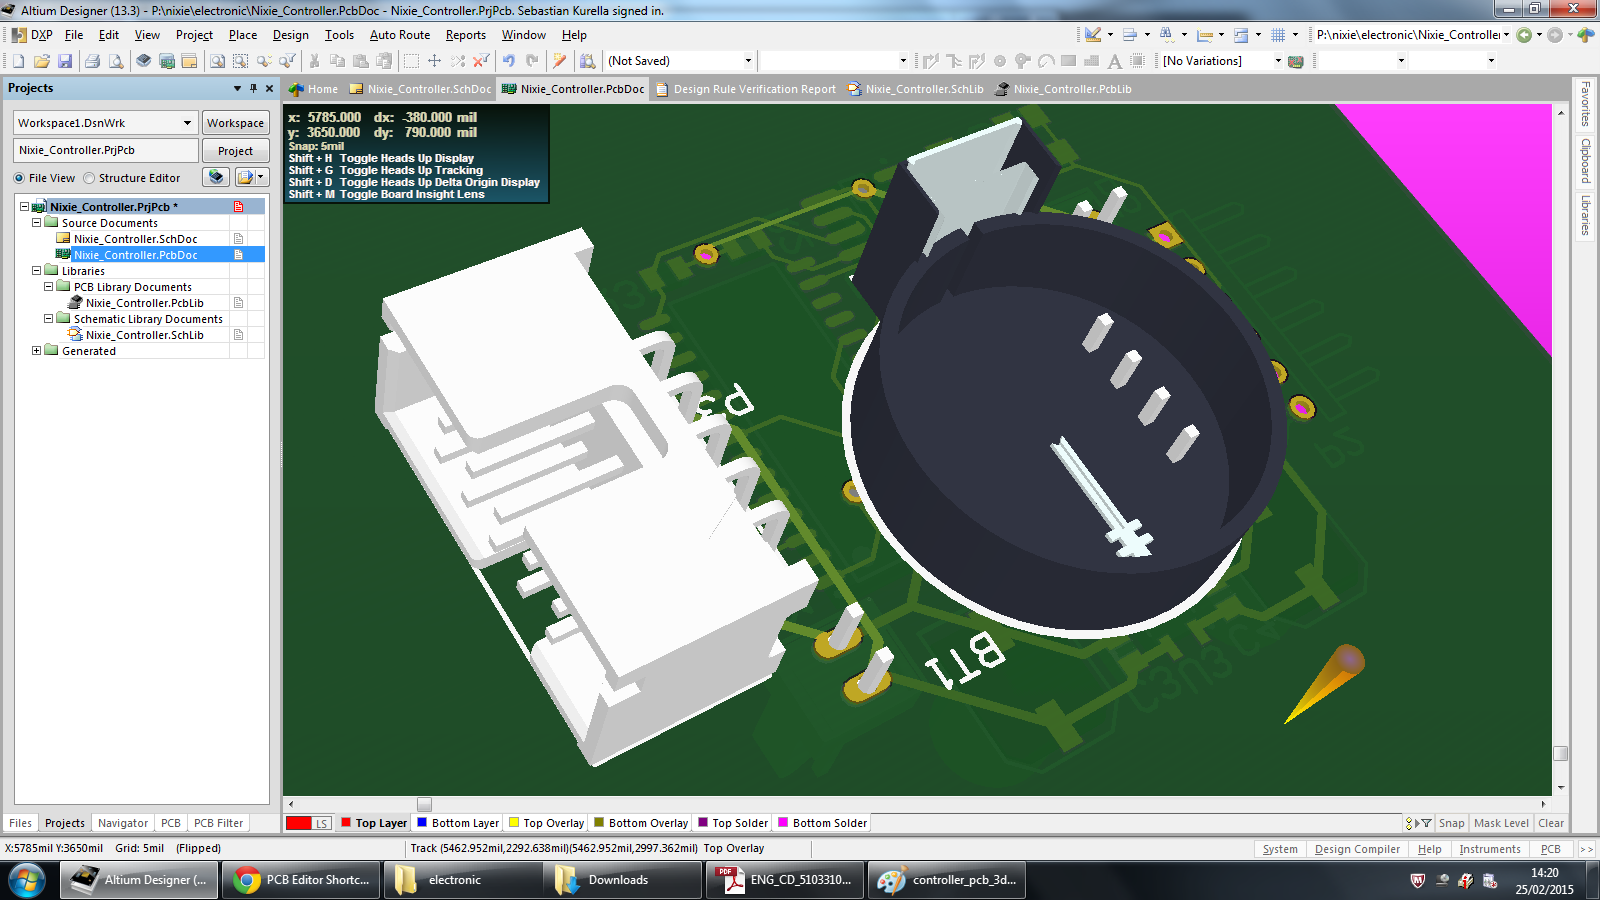 Altium Designer (13.3) - P:\nixie\electronic\Nixie_Controller.PcbDoc - Nixie_Controller.PrjPcb. Sebastian Kurella signed in.
DXP File Edit View Project Place Design Tools Auto Route Reports Window Help
P:\nixie\electronic\Nixie_Controller
(Not Saved)
[No Variations]
Projects
Home Nixie_Controller.SchDoc Nixie_Controller.PcbDoc Design Rule Verification Report Nixie_Controller.SchLib Nixie_Controller.PcbLib
Workspace1.DsnWrk
Workspace
Nixie_Controller.PrjPcb
Project
File View Structure Editor
Nixie_Controller.PrjPcb *
Source Documents
Nixie_Controller.SchDoc
Nixie_Controller.PcbDoc
Libraries
PCB Library Documents
Nixie_Controller.PcbLib
Schematic Library Documents
Nixie_Controller.SchLib
Generated
x: 5785.000 dx: -380.000 mil
y: 3650.000 dy: 790.000 mil
Snap: 5mil
Shift + H Toggle Heads Up Display
Shift + G Toggle Heads Up Tracking
Shift + D Toggle Heads Up Delta Origin Display
Shift + M Toggle Board Insight Lens
Favorites
Clipboard
Libraries
P3
BT1
Files Projects Navigator PCB PCB Filter
LS Top Layer Bottom Layer Top Overlay Bottom Overlay Top Solder Bottom Solder
Snap Mask Level Clear
X:5785mil Y:3650mil Grid: 5mil (Flipped)
Track (5462.952mil,2292.638mil)(5462.952mil,2997.362mil) Top Overlay
System Design Compiler Help Instruments PCB >>
Altium Designer (... PCB Editor Shortc... electronic Downloads ENG_CD_5103310... controller_pcb_3d...
14:20
25/02/2015